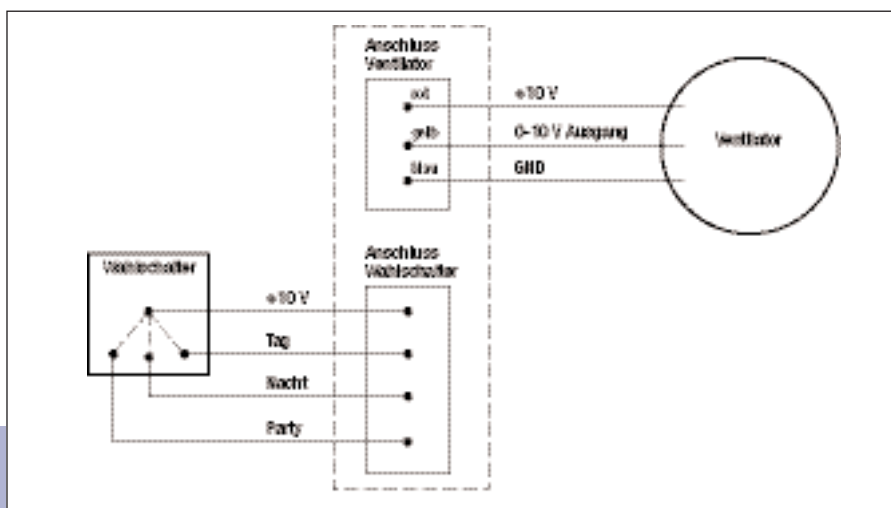 Anschluss
Ventilator
rot
+10 V
gelb
0-10 V Ausgang
blau
GND
Ventilator
Anschluss
Wahlschalter
Wahlschalter
+10 V
Tag
Nacht
Party